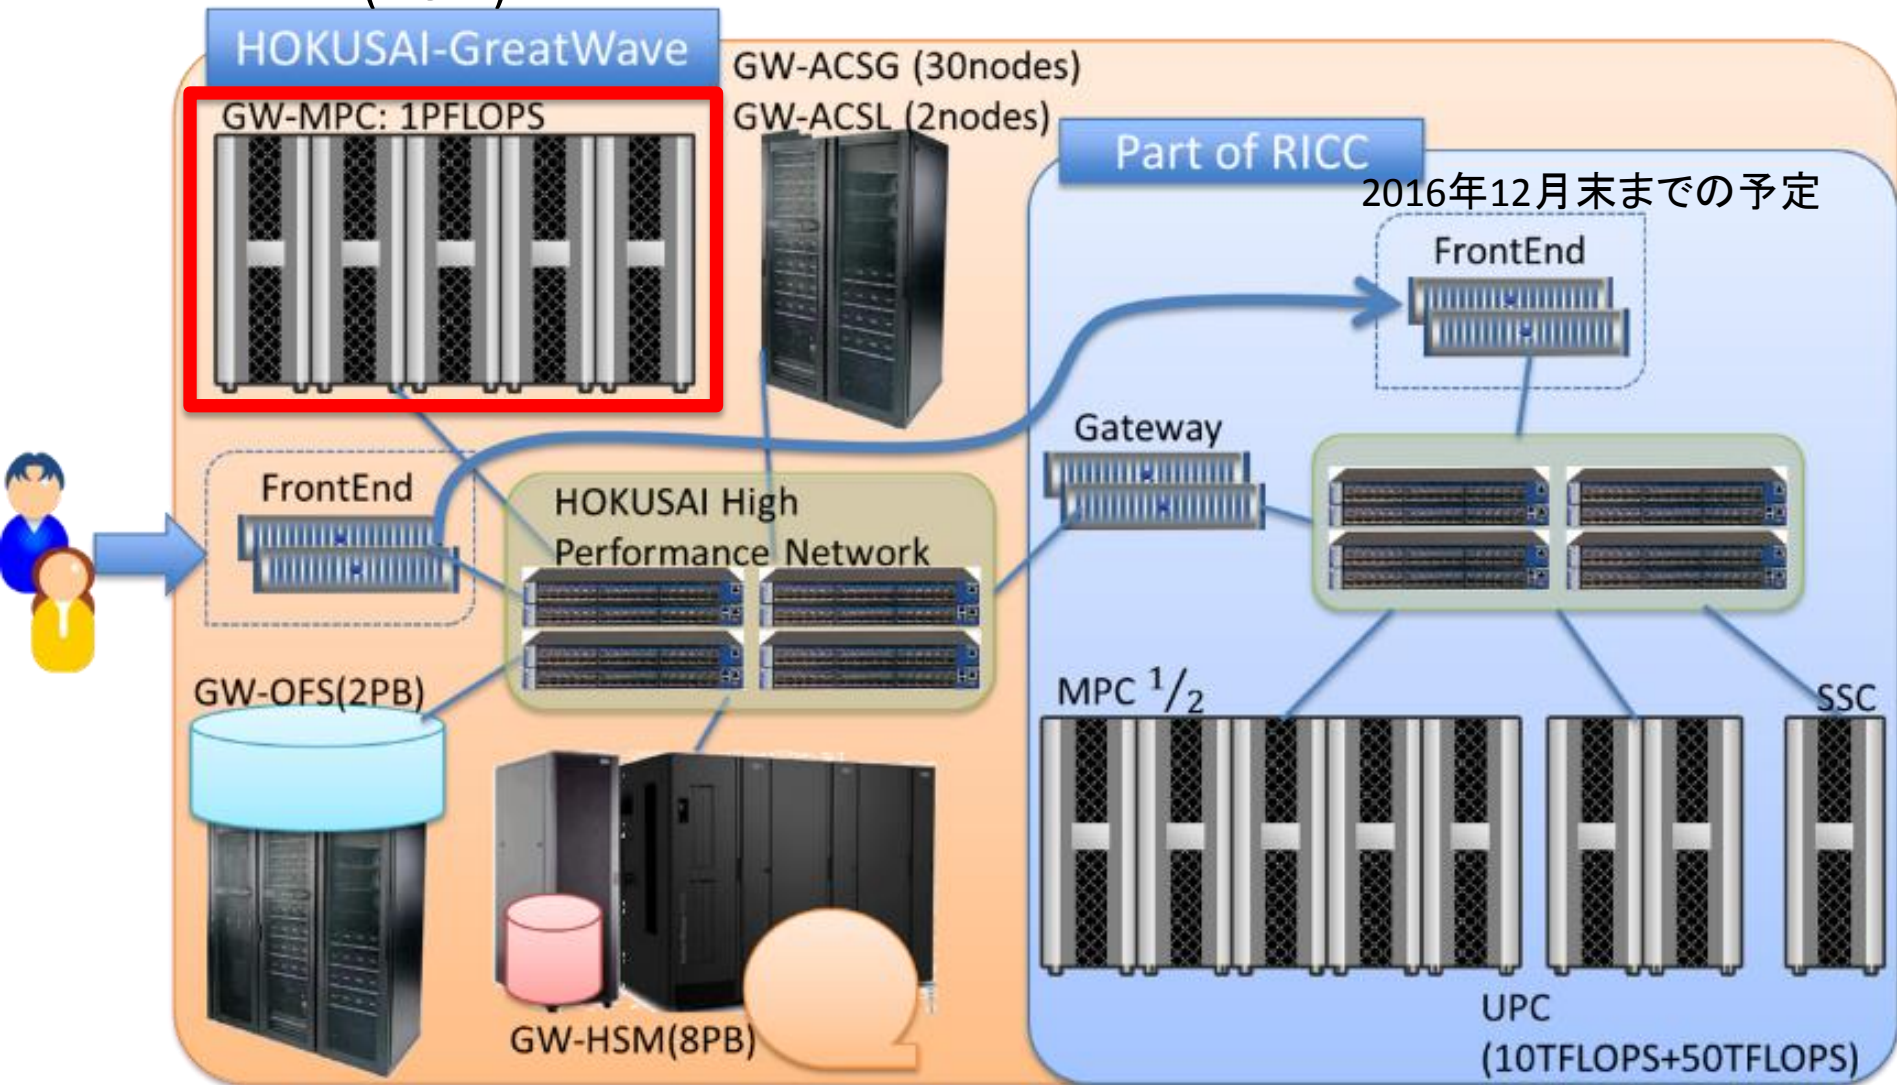 HOKUSAI-GreatWave
GW-MPC: 1PFLOPS
GW-ACSG (30nodes)
GW-ACSL (2nodes)
Part of RICC
2016年12月末までの予定
FrontEnd
Gateway
FrontEnd
HOKUSAI High
Performance Network
GW-OFS(2PB)
MPC 1/2
SSC
GW-HSM(8PB)
UPC
(10TFLOPS+50TFLOPS)